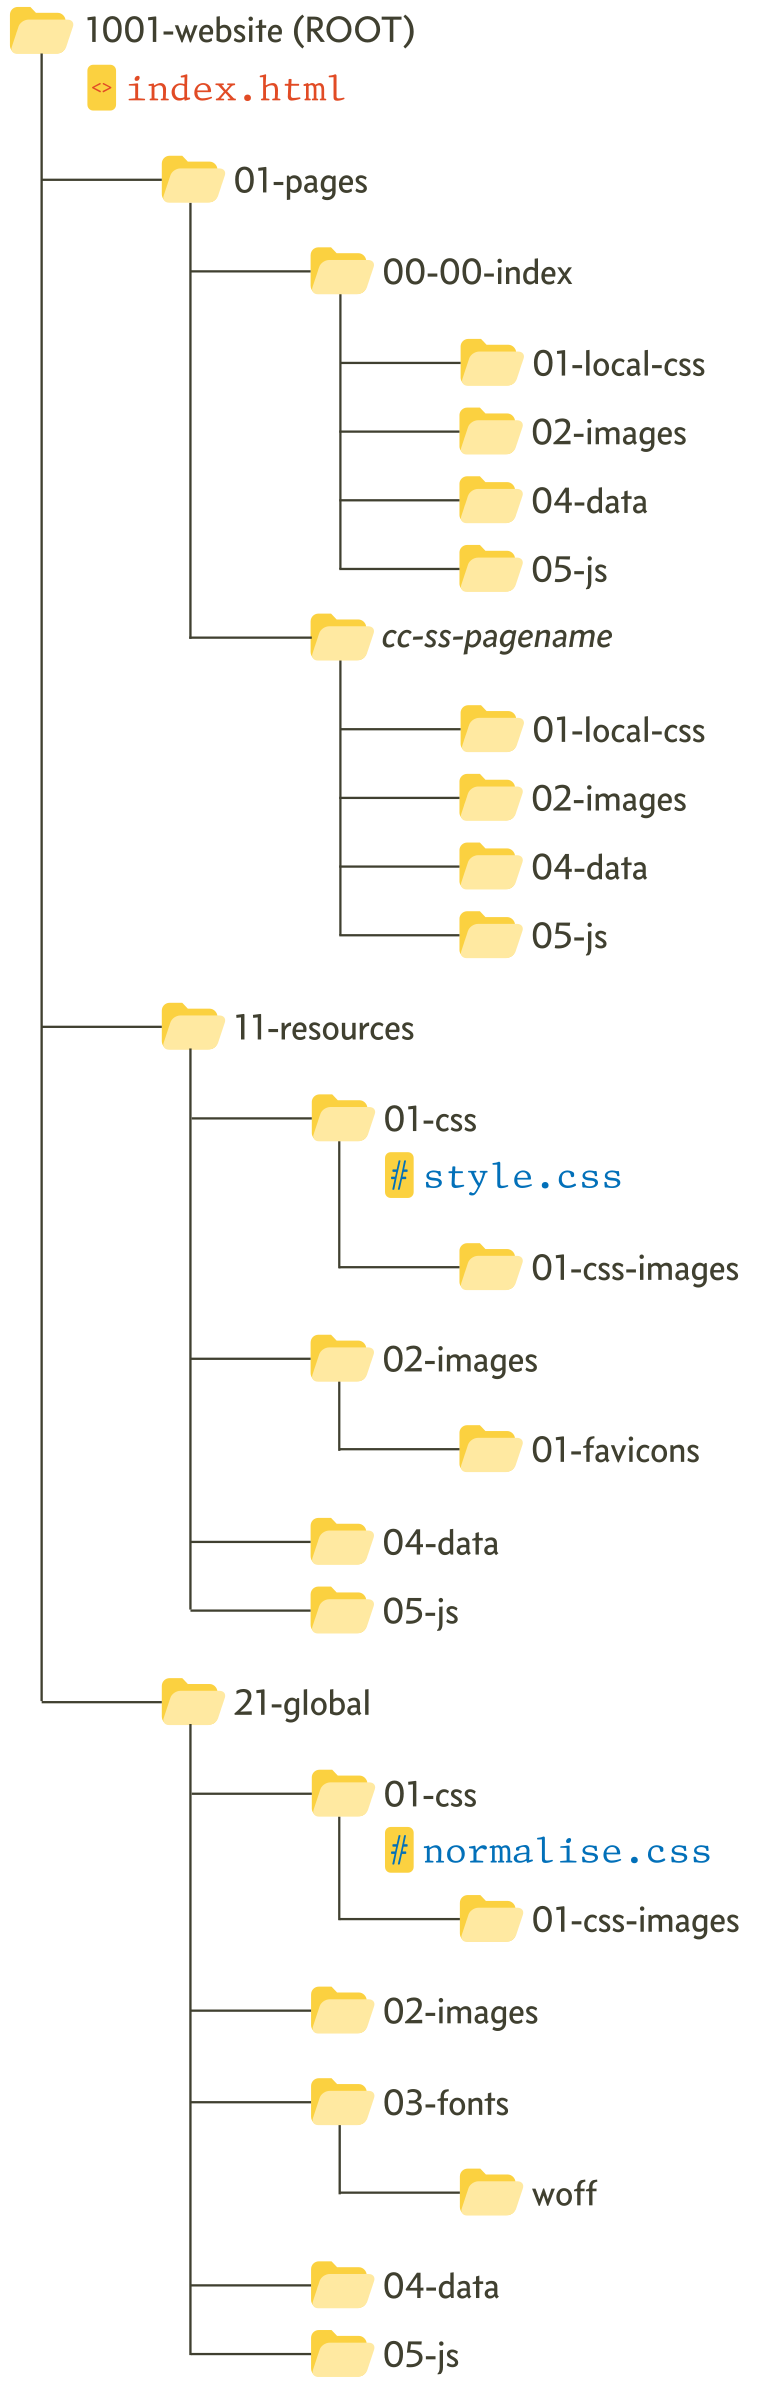 1001-website (ROOT)
<> index.html
01-pages
00-00-index
01-local-css
02-images
04-data
05-js
cc-ss-pagename
01-local-css
02-images
04-data
05-js
11-resources
01-css
# style.css
01-css-images
02-images
01-favicons
04-data
05-js
21-global
01-css
# normalise.css
01-css-images
02-images
03-fonts
woff
04-data
05-js